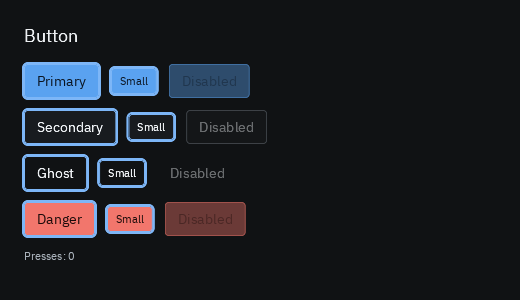 Button
Primary Small Disabled
Secondary Small Disabled
Ghost Small Disabled
Danger Small Disabled
Presses: 0